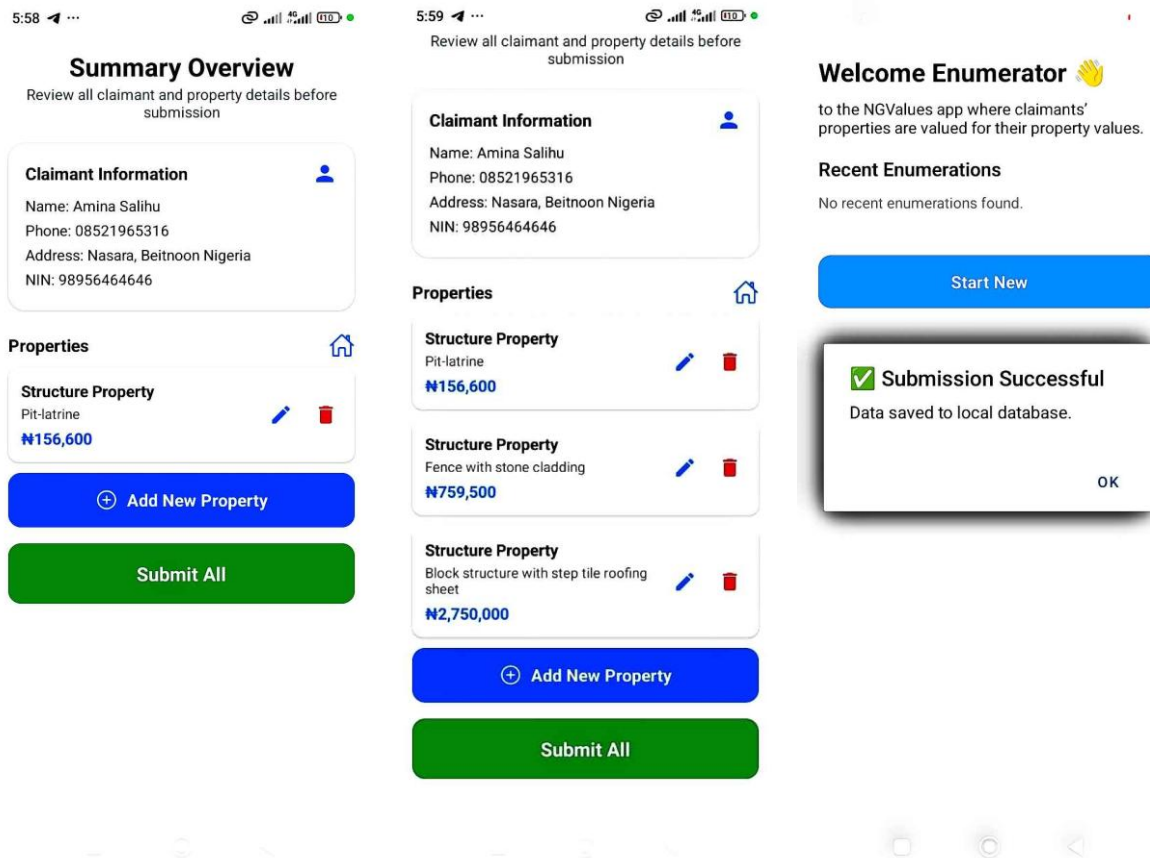 5:58
Summary Overview
Review all claimant and property details before
submission
Claimant Information
Name: Amina Salihu
Phone: 08521965316
Address: Nasara, Beitnoon Nigeria
NIN: 98956464646
Properties
Structure Property
Pit-latrine
₦156,600
Add New Property
Submit All
5:59
Review all claimant and property details before
submission
Claimant Information
Name: Amina Salihu
Phone: 08521965316
Address: Nasara, Beitnoon Nigeria
NIN: 98956464646
Properties
Structure Property
Pit-latrine
₦156,600
Structure Property
Fence with stone cladding
₦759,500
Structure Property
Block structure with step tile roofing
sheet
₦2,750,000
Add New Property
Submit All
Welcome Enumerator 👋
to the NGValues app where claimants'
properties are valued for their property values.
Recent Enumerations
No recent enumerations found.
Start New
✅ Submission Successful
Data saved to local database.
OK